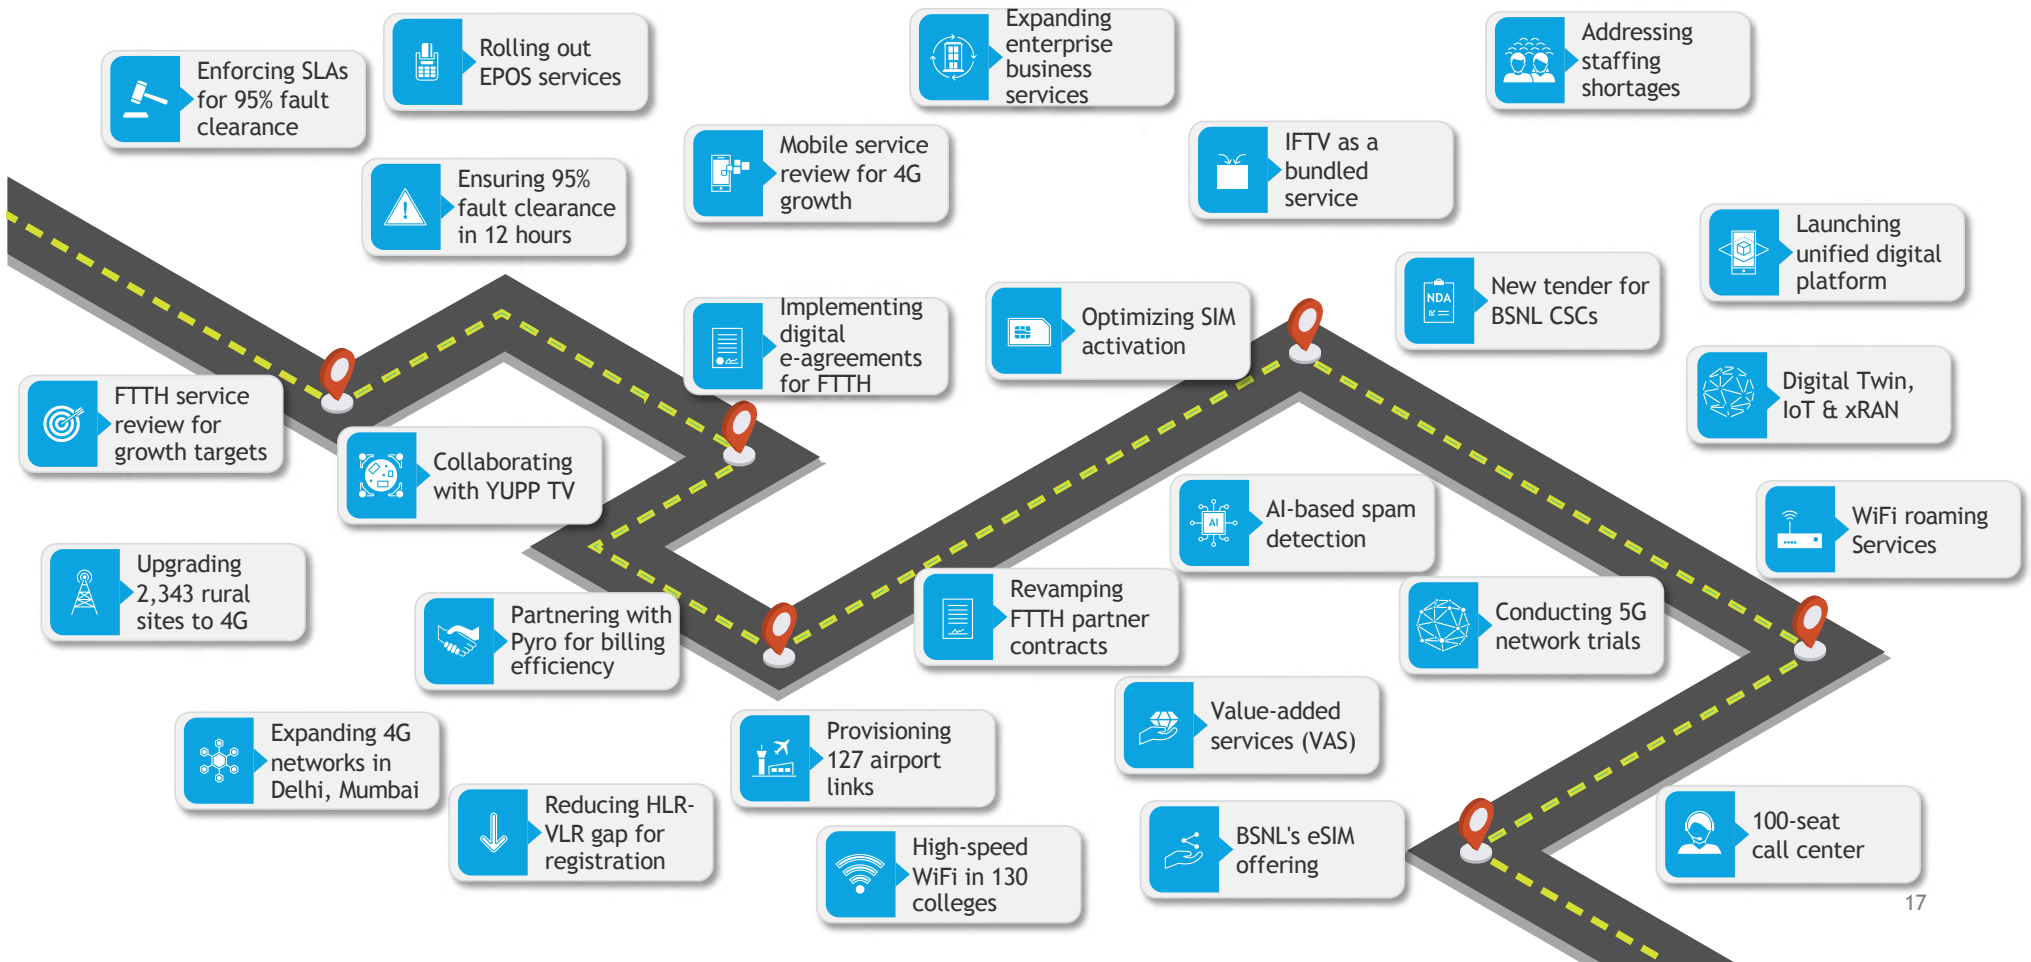 Enforcing SLAs
for 95% fault
clearance
Rolling out
EPOS services
Expanding
enterprise
business
services
Addressing
staffing
shortages
Ensuring 95%
fault clearance
in 12 hours
Mobile service
review for 4G
growth
IFTV as a
bundled
service
Launching
unified digital
platform
Implementing
digital
e-agreements
for FTTH
Optimizing SIM
activation
NDA
New tender for
BSNL CSCs
FTTH service
review for
growth targets
Collaborating
with YUPP TV
Digital Twin,
IoT & xRAN
AI
AI-based spam
detection
WiFi roaming
Services
Upgrading
2,343 rural
sites to 4G
Partnering with
Pyro for billing
efficiency
Revamping
FTTH partner
contracts
Conducting 5G
network trials
Expanding 4G
networks in
Delhi, Mumbai
Provisioning
127 airport
links
Value-added
services (VAS)
Reducing HLR-
VLR gap for
registration
High-speed
WiFi in 130
colleges
BSNL's eSIM
offering
100-seat
call center
17